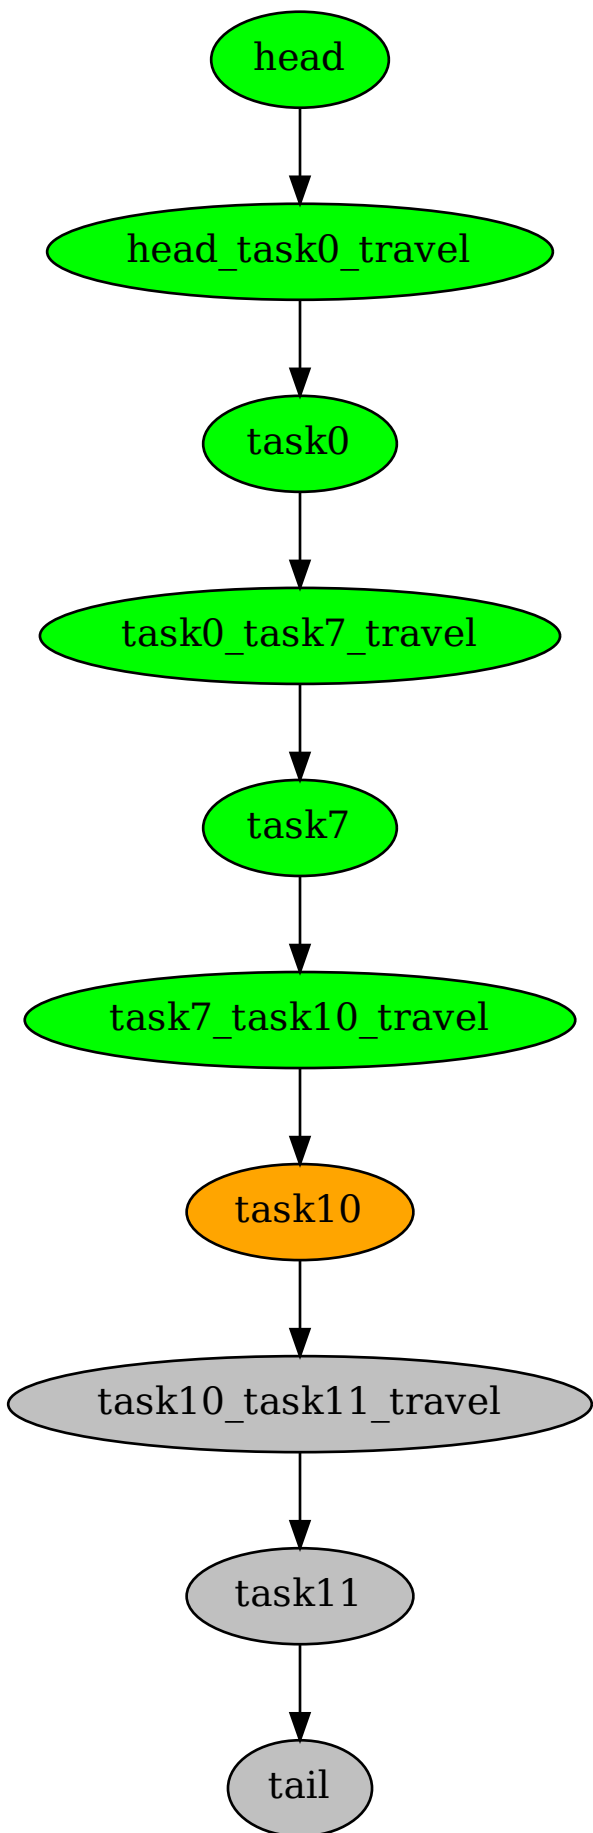 head
head_task0_travel
task0
task0_task7_travel
task7
task7_task10_travel
task10
task10_task11_travel
task11
tail